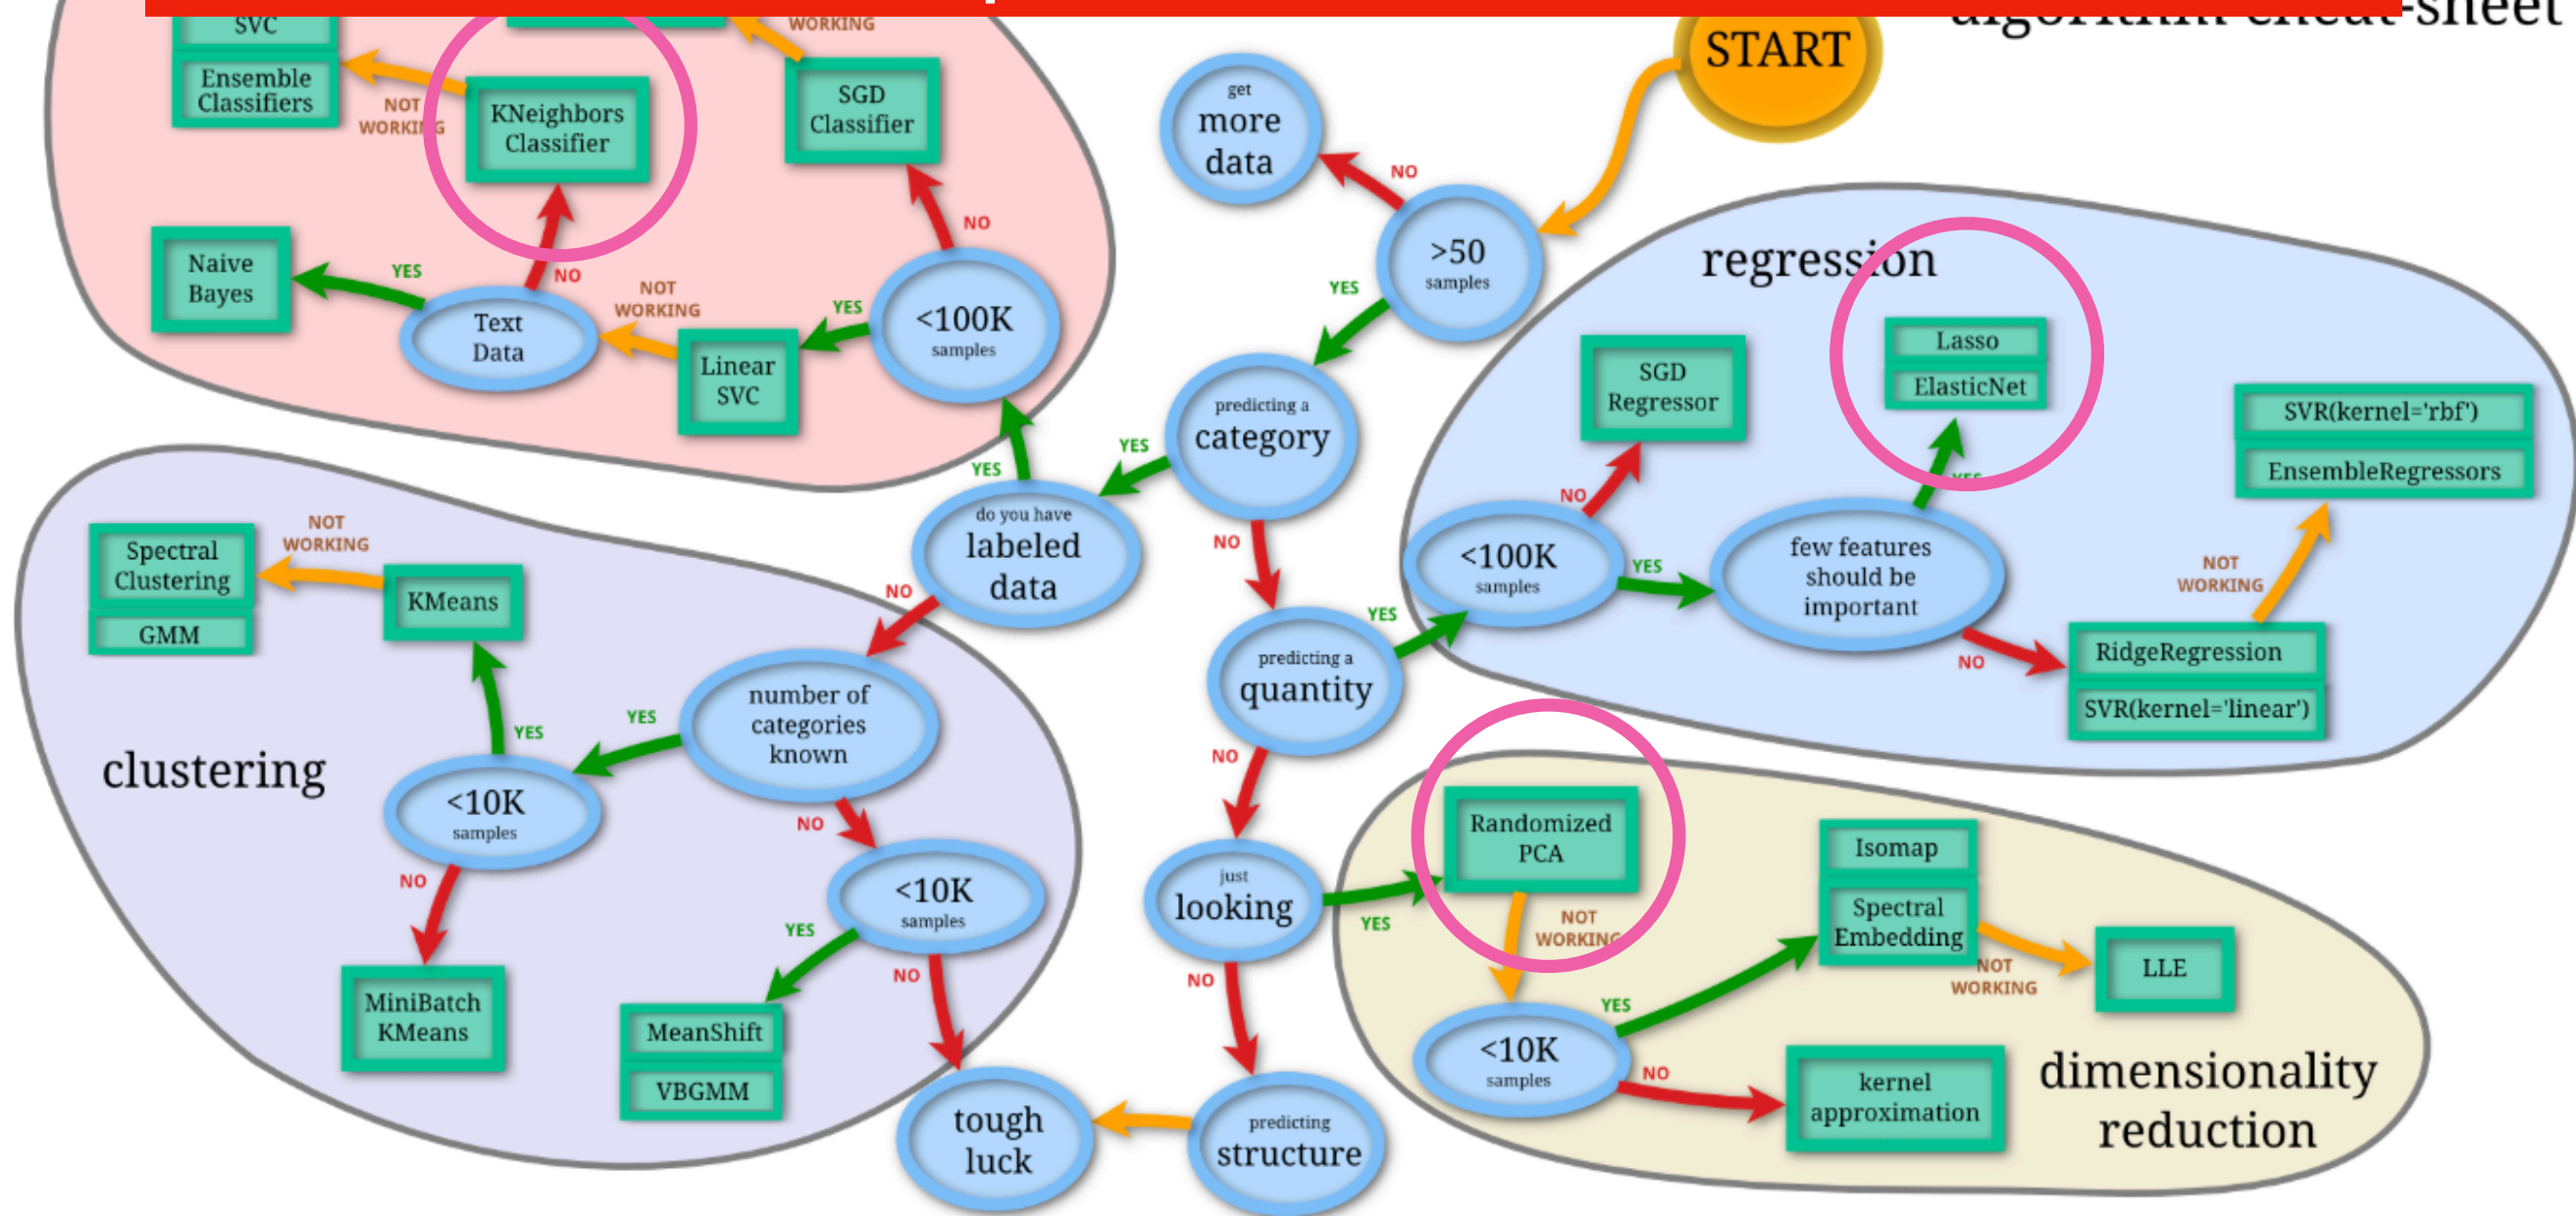 START
SVC
Ensemble
Classifiers
NOT
WORKING
KNeighbors
Classifier
WORKING
SGD
Classifier
NO
Naive
Bayes
YES
Text
Data
NO
NOT
WORKING
Linear
SVC
YES
<100K
samples
YES
get
more
data
NO
>50
samples
YES
predicting a
category
YES
do you have
labeled
data
NO
NO
predicting a
quantity
YES
NO
just
looking
YES
NO
predicting
structure
tough
luck
regression
SGD
Regressor
NO
<100K
samples
YES
few features
should be
important
YES
Lasso
ElasticNet
NO
RidgeRegression
SVR(kernel='linear')
NOT
WORKING
SVR(kernel='rbf')
EnsembleRegressors
clustering
Spectral
Clustering
GMM
NOT
WORKING
KMeans
YES
<10K
samples
NO
MiniBatch
KMeans
YES
number of
categories
known
NO
<10K
samples
YES
NO
MeanShift
VBGMM
dimensionality
reduction
Randomized
PCA
NOT
WORKING
<10K
samples
YES
NO
kernel
approximation
Isomap
Spectral
Embedding
NOT
WORKING
LLE
algorithm cheat-sheet